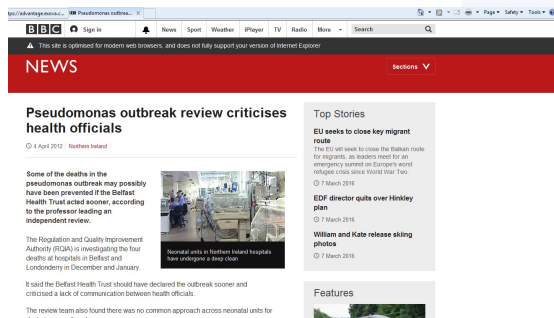 Pseudomonas outbrea... X
Page Safety Tools
BBC Sign in News Sport Weather iPlayer TV Radio More Search
This site is optimised for modern web browsers, and does not fully support your version of Internet Explorer
NEWS
Sections
Pseudomonas outbreak review criticises
health officials
4 April 2012 Northern Ireland
Some of the deaths in the
pseudomonas outbreak may possibly
have been prevented if the Belfast
Health Trust acted sooner, according
to the professor leading an
independent review.
Neonatal units in Northern Ireland hospitals
have undergone a deep clean
The Regulation and Quality Improvement
Authority (RQIA) is investigating the four
deaths at hospitals in Belfast and
Londonderry in December and January.
It said the Belfast Health Trust should have declared the outbreak sooner and
criticised a lack of communication between health officials.
The review team also found there was no common approach across neonatal units for
Top Stories
EU seeks to close key migrant
route
The EU will seek to close the Balkan route
for migrants, as leaders meet for an
emergency summit on Europe's worst
refugee crisis since World War Two.
7 March 2016
EDF director quits over Hinkley
plan
7 March 2016
William and Kate release skiing
photos
7 March 2016
Features